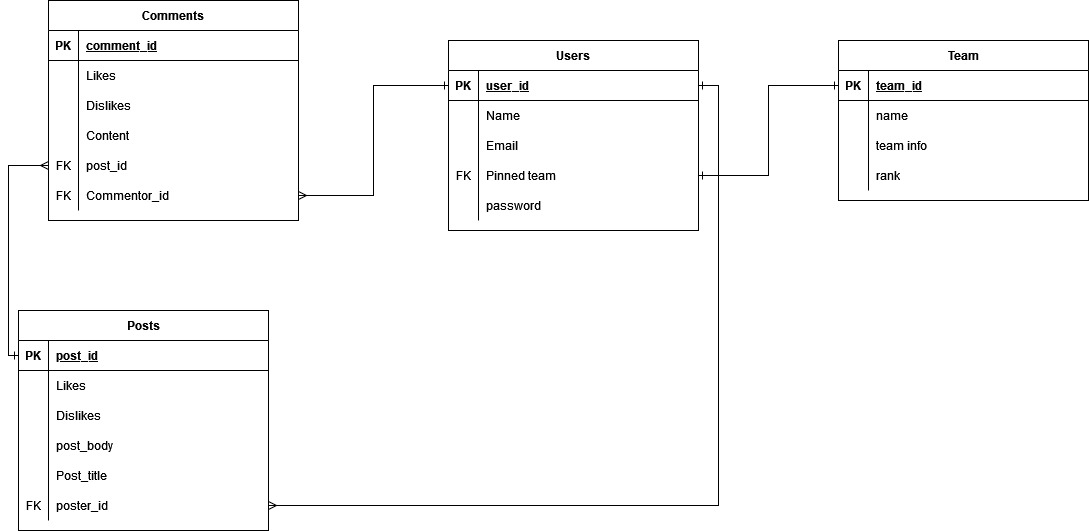 Comments
PK comment_id
Likes
Dislikes
Content
FK post_id
FK Commentor_id
Users
PK user_id
Name
Email
FK Pinned team
password
Team
PK team_id
name
team info
rank
Posts
PK post_id
Likes
Dislikes
post_body
Post_title
FK poster_id